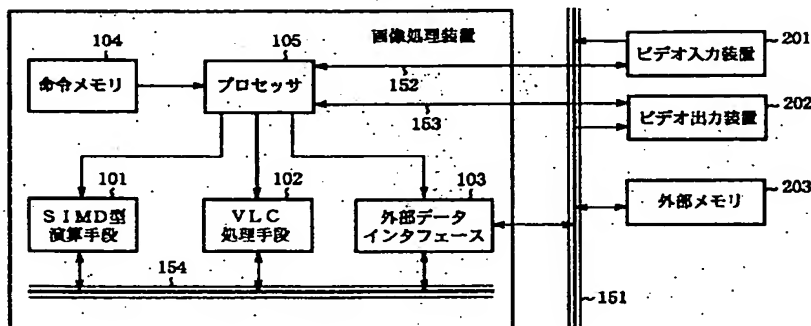 104
105
画像処理装置
201
命令メモリ
プロセッサ
ビデオ入力装置
152
202
153
ビデオ出力装置
101
102
103
203
SIMD型
演算手段
VLC
処理手段
外部データ
インタフェース
外部メモリ
154
151